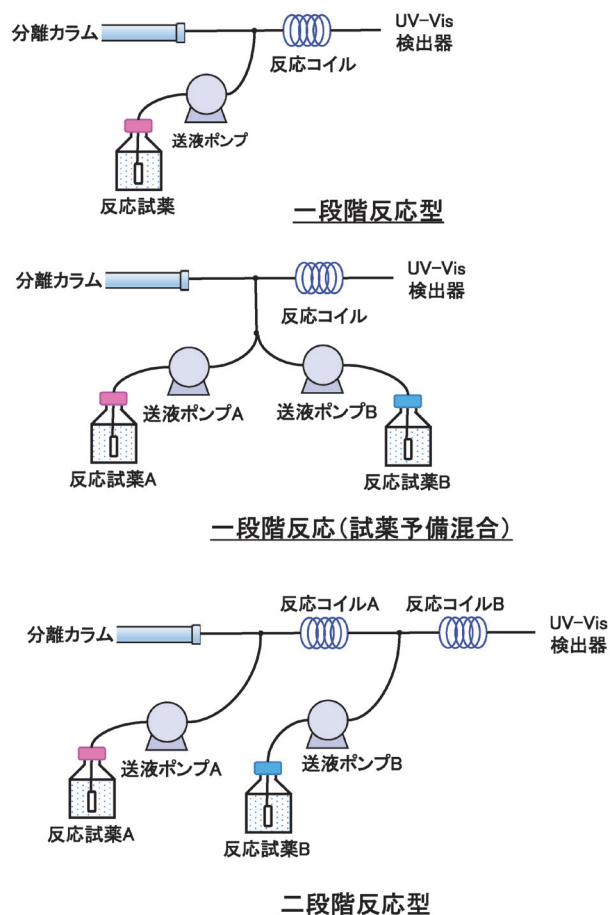 分離カラム
UV-Vis
検出器
反応コイル
送液ポンプ
反応試薬
一段階反応型
分離カラム
UV-Vis
検出器
反応コイル
送液ポンプA
送液ポンプB
反応試薬A
反応試薬B
一段階反応(試薬予備混合)
反応コイルA
反応コイルB
分離カラム
UV-Vis
検出器
送液ポンプA
送液ポンプB
反応試薬A
反応試薬B
二段階反応型